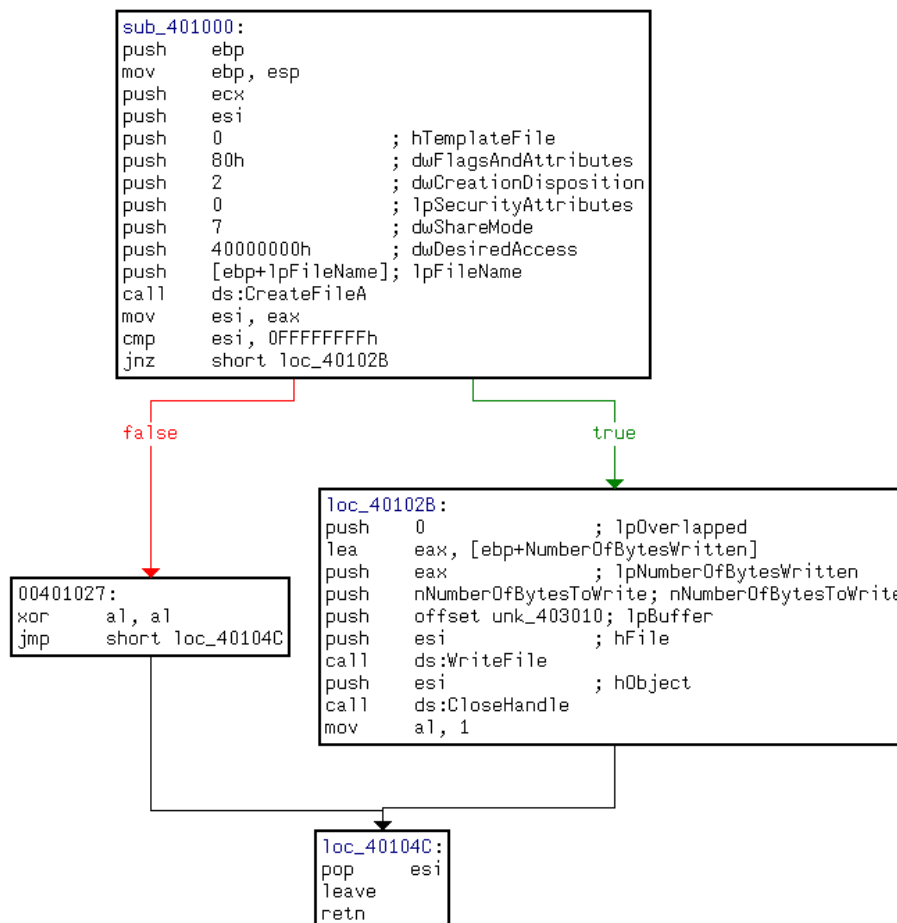 sub_401000:
push ebp
mov ebp, esp
push ecx
push esi
push 0 ; hTemplateFile
push 80h ; dwFlagsAndAttributes
push 2 ; dwCreationDisposition
push 0 ; lpSecurityAttributes
push 7 ; dwShareMode
push 40000000h ; dwDesiredAccess
push [ebp+lpFileName]; lpFileName
call ds:CreateFileA
mov esi, eax
cmp esi, 0FFFFFFFFh
jnz short loc_40102B
false
true
00401027:
xor al, al
jmp short loc_40104C
loc_40102B:
push 0 ; lpOverlapped
lea eax, [ebp+NumberOfBytesWritten]
push eax ; lpNumberOfBytesWritten
push nNumberOfBytesToWrite; nNumberOfBytesToWrite
push offset unk_403010; lpBuffer
push esi ; hFile
call ds:WriteFile
push esi ; hObject
call ds:CloseHandle
mov al, 1
loc_40104C:
pop esi
leave
retn